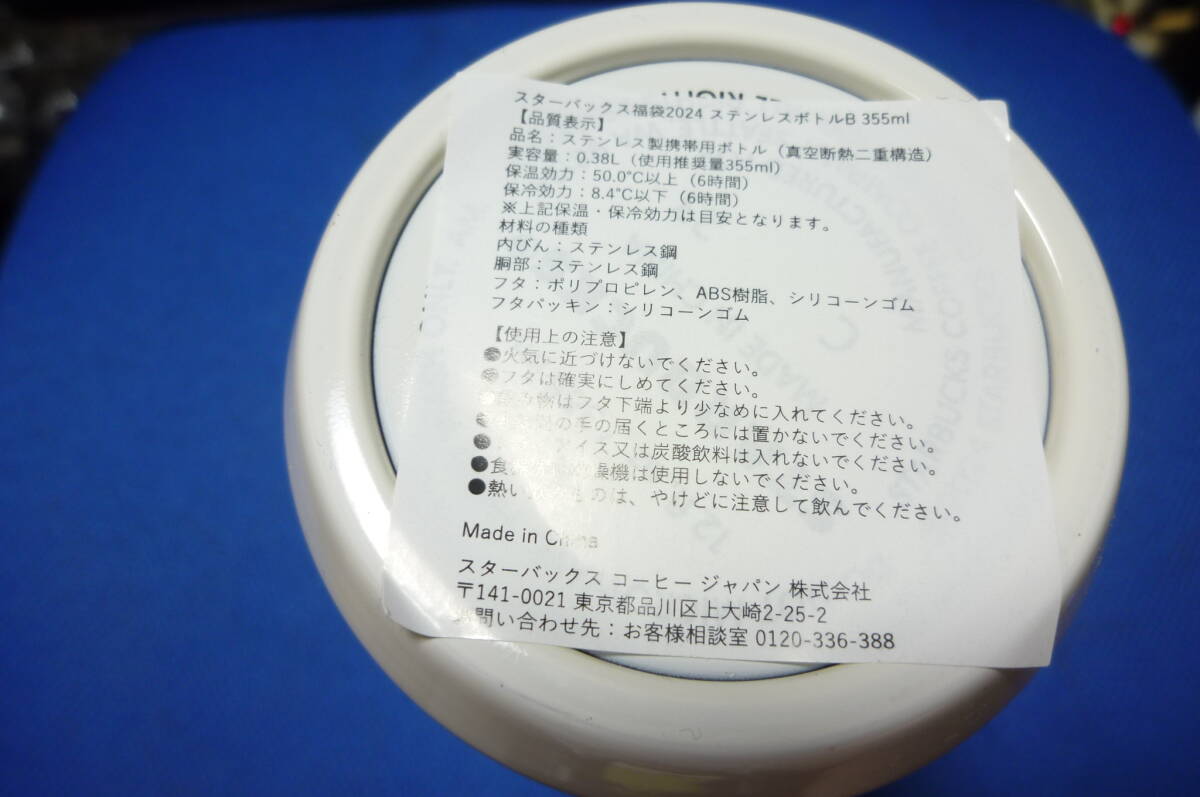 スターバックス福袋2024 ステンレスボトルB 355ml
【品質表示】
品名：ステンレス製携帯用ボトル（真空断熱二重構造）
実容量：0.38L（使用推奨量355ml）
保温効力：50.0°C以上（6時間）
保冷効力：8.4°C以下（6時間）
※上記保温・保冷効力は目安となります。
材料の種類
内びん：ステンレス鋼
胴部：ステンレス鋼
フタ：ポリプロピレン、ABS樹脂、シリコーンゴム
フタパッキン：シリコーンゴム
【使用上の注意】
●火気に近づけないでください。
●フタは確実にしめてください。
物はフタ下端より少なめに入れてください。
の手の届くところには置かないでください。
●アイス又は炭酸飲料は入れないでください。
●食燥機は使用しないでください。
●熱いものは、やけどに注意して飲んでください。
Made in China
スターバックス コーヒー ジャパン 株式会社
〒141-0021 東京都品川区上大崎2-25-2
お問い合わせ先：お客様相談室 0120-336-388